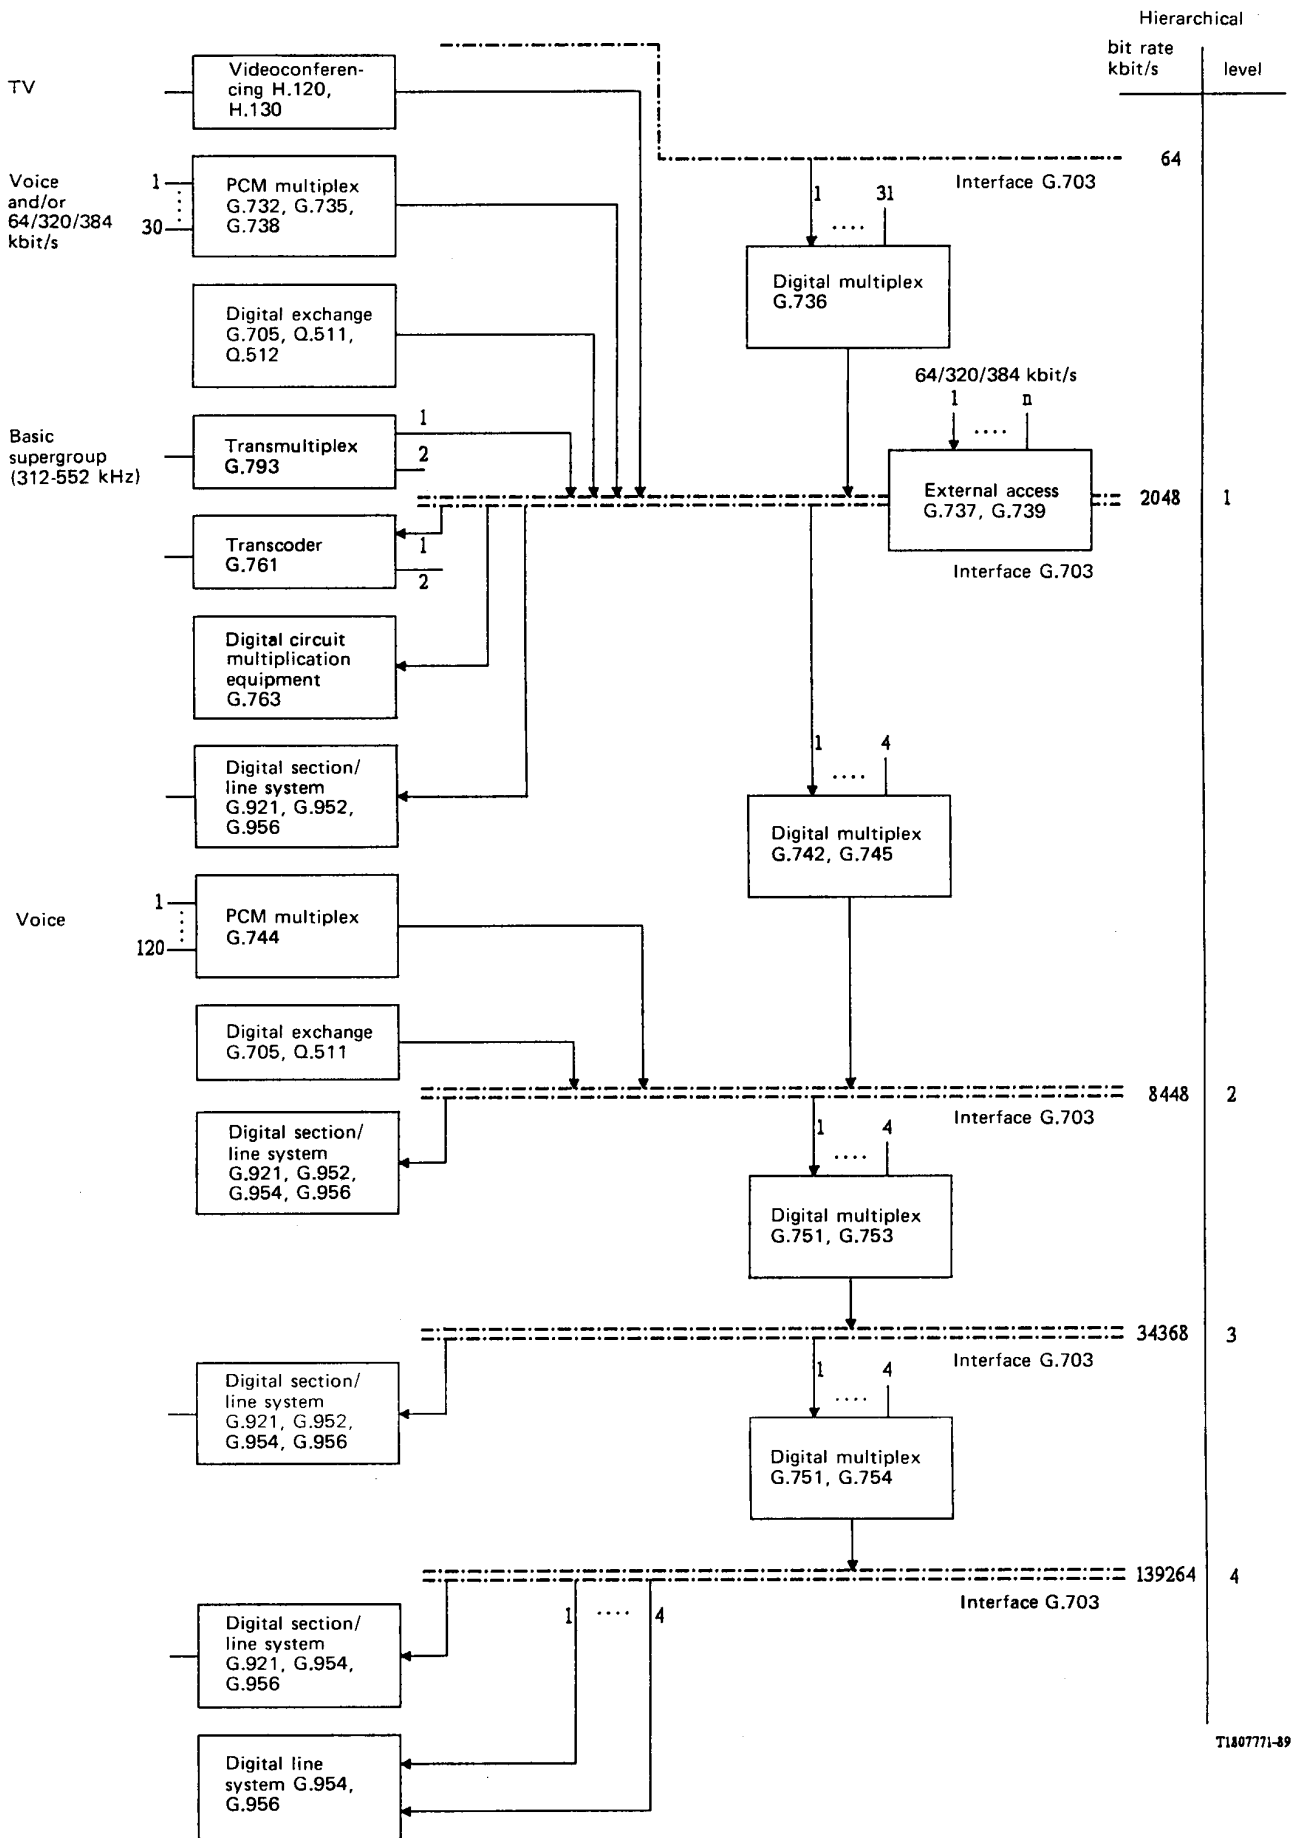 Hierarchical
bit rate
kbit/s
level
TV
Videoconferen-
cing H.120,
H.130
64
Interface G.703
Voice
and/or
64/320/384
kbit/s
1
30
PCM multiplex
G.732, G.735,
G.738
1
....
31
Digital multiplex
G.736
Digital exchange
G.705, Q.511,
Q.512
64/320/384 kbit/s
1
....
n
Basic
supergroup
(312-552 kHz)
Transmultiplex
G.793
1
2
External access
G.737, G.739
2048
1
Interface G.703
Transcoder
G.761
1
2
Digital circuit
multiplication
equipment
G.763
Digital section/
line system
G.921, G.952,
G.956
1
....
4
Digital multiplex
G.742, G.745
Voice
1
120
PCM multiplex
G.744
Digital exchange
G.705, Q.511
8448
2
Interface G.703
Digital section/
line system
G.921, G.952,
G.954, G.956
1
....
4
Digital multiplex
G.751, G.753
34368
3
Interface G.703
Digital section/
line system
G.921, G.952,
G.954, G.956
1
....
4
Digital multiplex
G.751, G.754
139264
4
Interface G.703
1
....
4
Digital section/
line system
G.921, G.954,
G.956
Digital line
system G.954,
G.956
T1807771-89